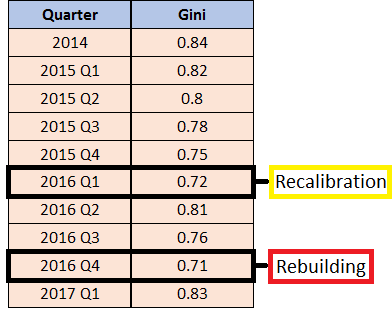 Quarter Gini
2014 0.84
2015 Q1 0.82
2015 Q2 0.8
2015 Q3 0.78
2015 Q4 0.75
2016 Q1 0.72 Recalibration
2016 Q2 0.81
2016 Q3 0.76
2016 Q4 0.71 Rebuilding
2017 Q1 0.83